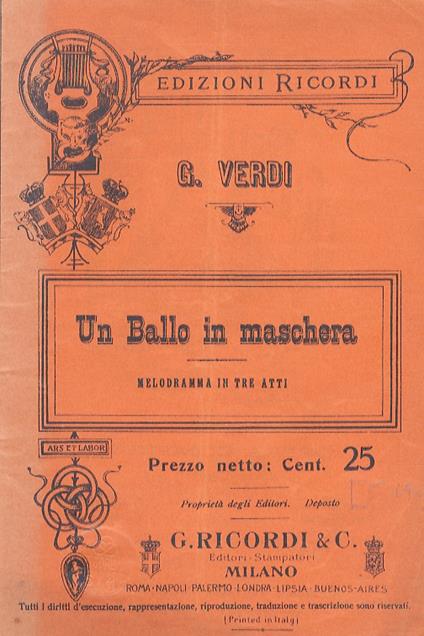 EDIZIONI RICORDI
G. VERDI
Un Ballo in maschera
MELODRAMMA IN TRE ATTI
ARS ET LABOR
Prezzo netto: Cent. 25
Proprietà degli Editori. Deposto
G. RICORDI & C.
Editori-Stampatori
MILANO
ROMA-NAPOLI-PALERMO-LONDRA-LIPSIA-BUENOS-AIRES
Tutti i diritti d'esecuzione, rappresentazione, riproduzione, traduzione e trascrizione sono riservati.
(Printed in Italy)